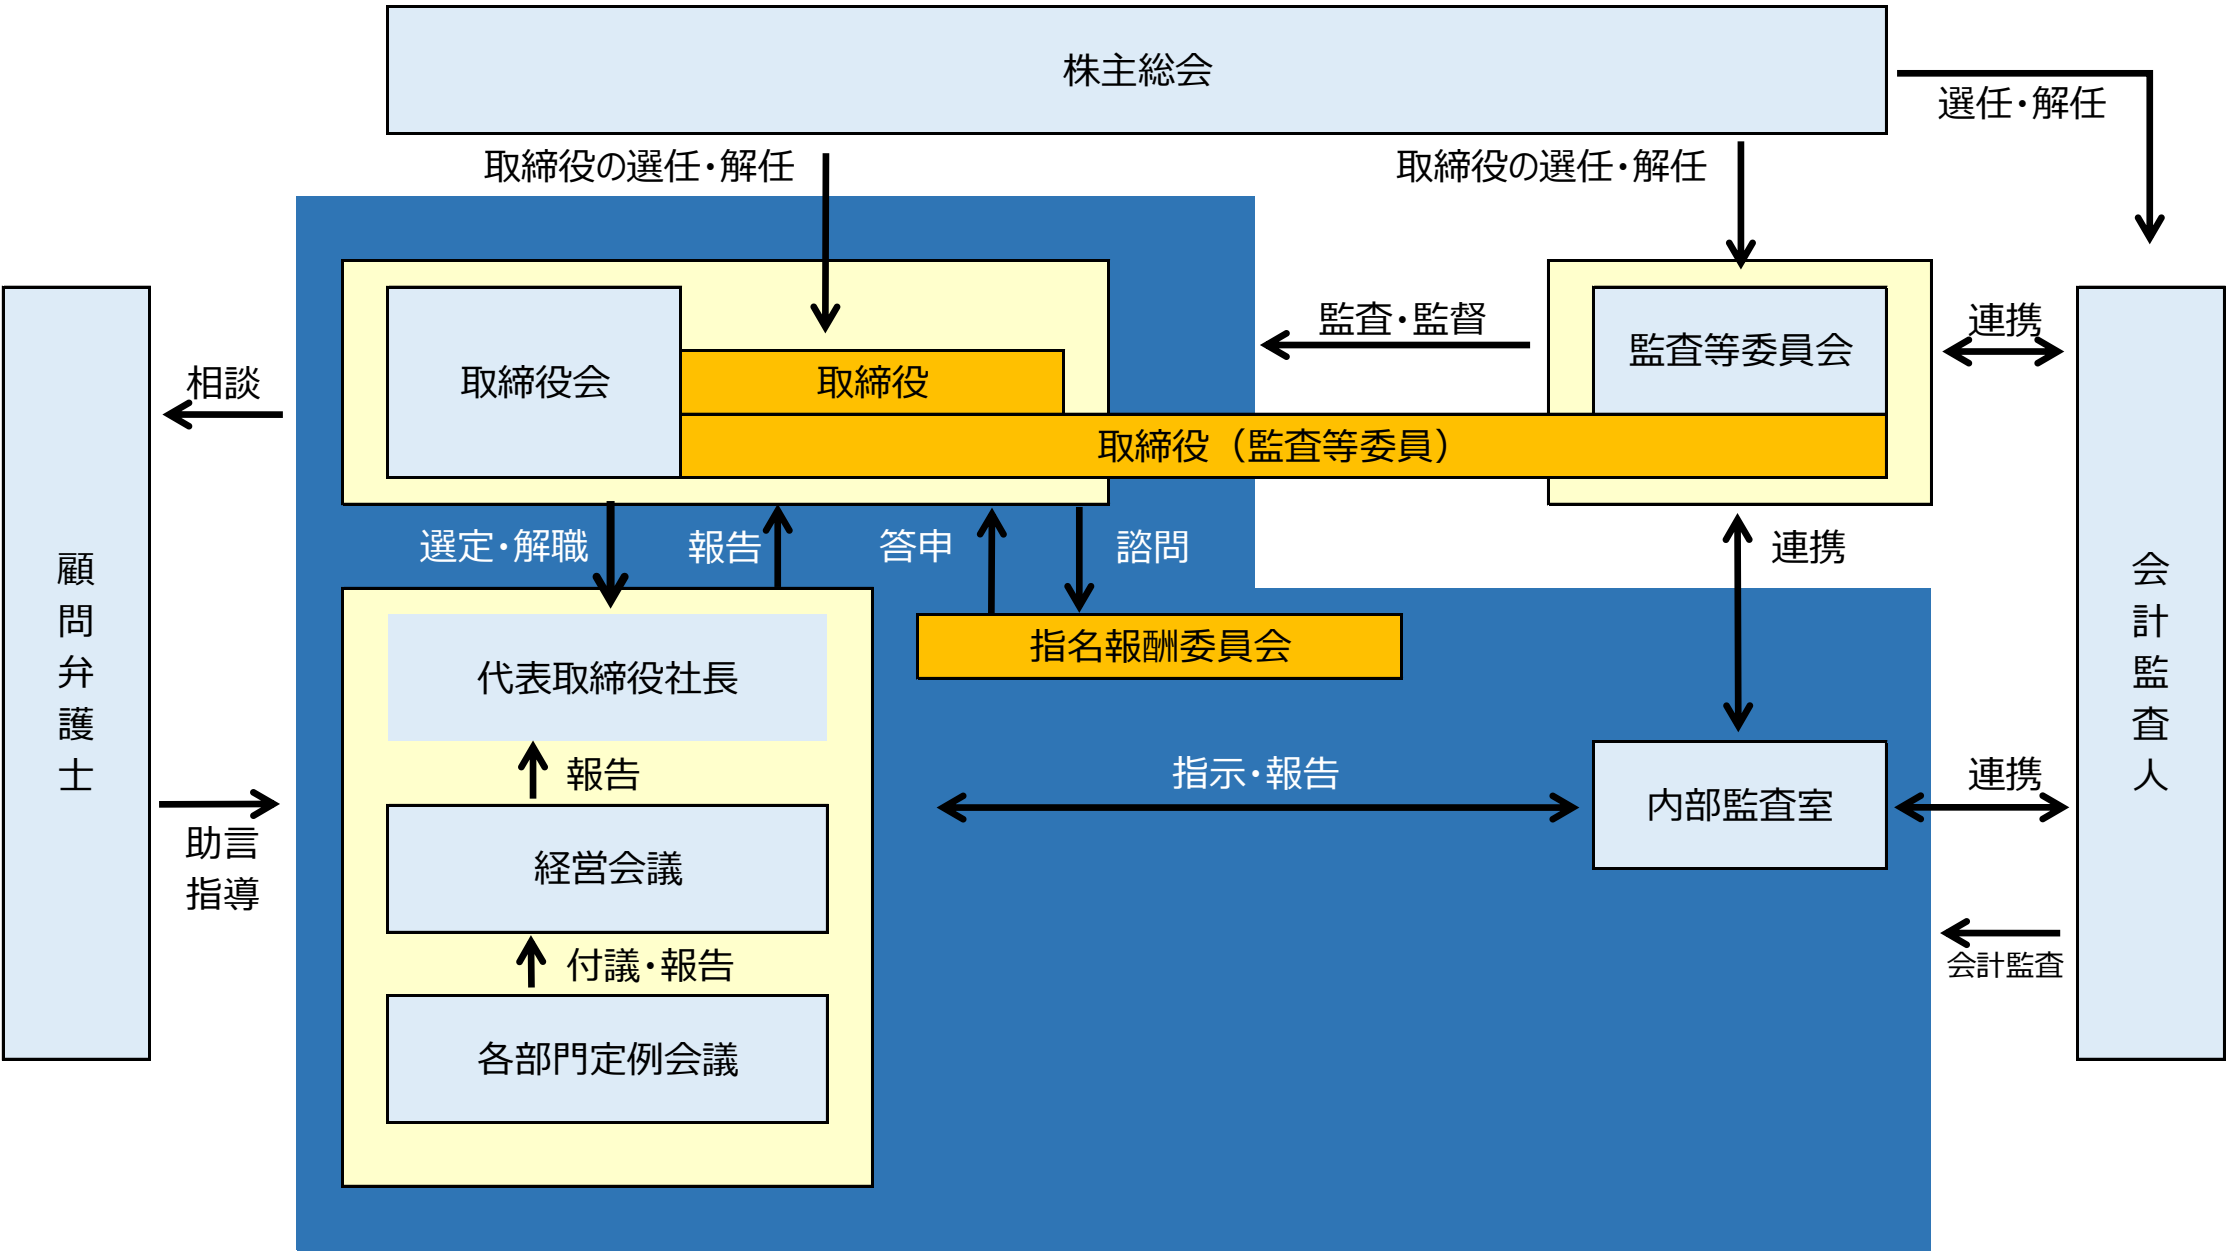 株主総会
選任・解任
取締役の選任・解任
取締役の選任・解任
監査・監督
連携
監査等委員会
取締役会
取締役
相談
取締役（監査等委員）
選定・解職
報告
答申
諮問
連携
顧問弁護士
会計監査人
指名報酬委員会
代表取締役社長
報告
指示・報告
連携
内部監査室
助言
指導
経営会議
付議・報告
会計監査
各部門定例会議